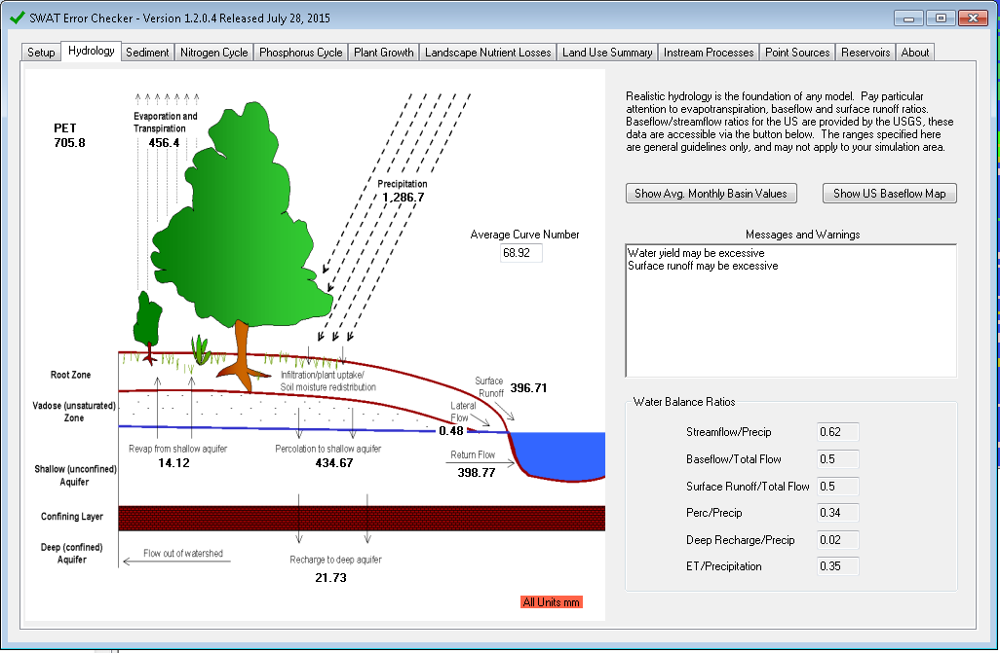 SWAT Error Checker - Version 1.2.0.4 Released July 28, 2015
Setup Hydrology Sediment Nitrogen Cycle Phosphorus Cycle Plant Growth Landscape Nutrient Losses Land Use Summary Instream Processes Point Sources Reservoirs About
PET
705.8
Evaporation and
Transpiration
456.4
Precipitation
1,286.7
Average Curve Number
68.92
Root Zone
Infiltration/plant uptake/
Soil moisture redistribution
Surface
Runoff
396.71
Vadose (unsaturated)
Zone
Lateral
Flow
0.48
Revap from shallow aquifer
14.12
Percolation to shallow aquifer
434.67
Return Flow
398.77
Shallow (unconfined)
Aquifer
Confining Layer
Deep (confined)
Aquifer
Flow out of watershed
Recharge to deep aquifer
21.73
All Units mm
Realistic hydrology is the foundation of any model. Pay particular
attention to evapotranspiration, baseflow and surface runoff ratios.
Baseflow/streamflow ratios for the US are provided by the USGS, these
data are accessible via the button below. The ranges specified here
are general guidelines only, and may not apply to your simulation area.
Show Avg. Monthly Basin Values
Show US Baseflow Map
Messages and Warnings
Water yield may be excessive
Surface runoff may be excessive
Water Balance Ratios
Streamflow/Precip 0.62
Baseflow/Total Flow 0.5
Surface Runoff/Total Flow 0.5
Perc/Precip 0.34
Deep Recharge/Precip 0.02
ET/Precipitation 0.35